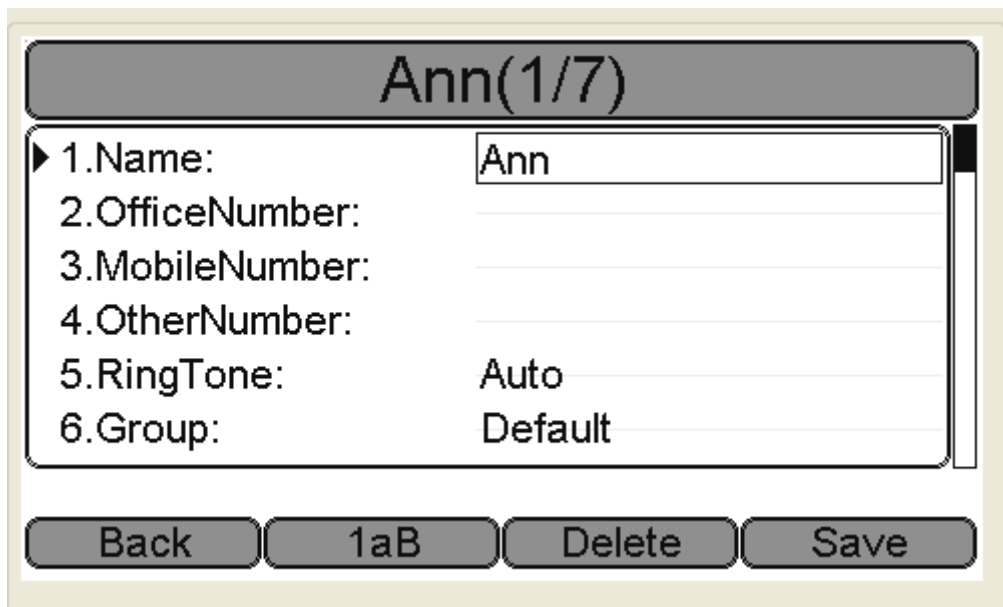 Ann(1/7)
1.Name: Ann
2.OfficeNumber:
3.MobileNumber:
4.OtherNumber:
5.RingTone: Auto
6.Group: Default
Back 1aB Delete Save